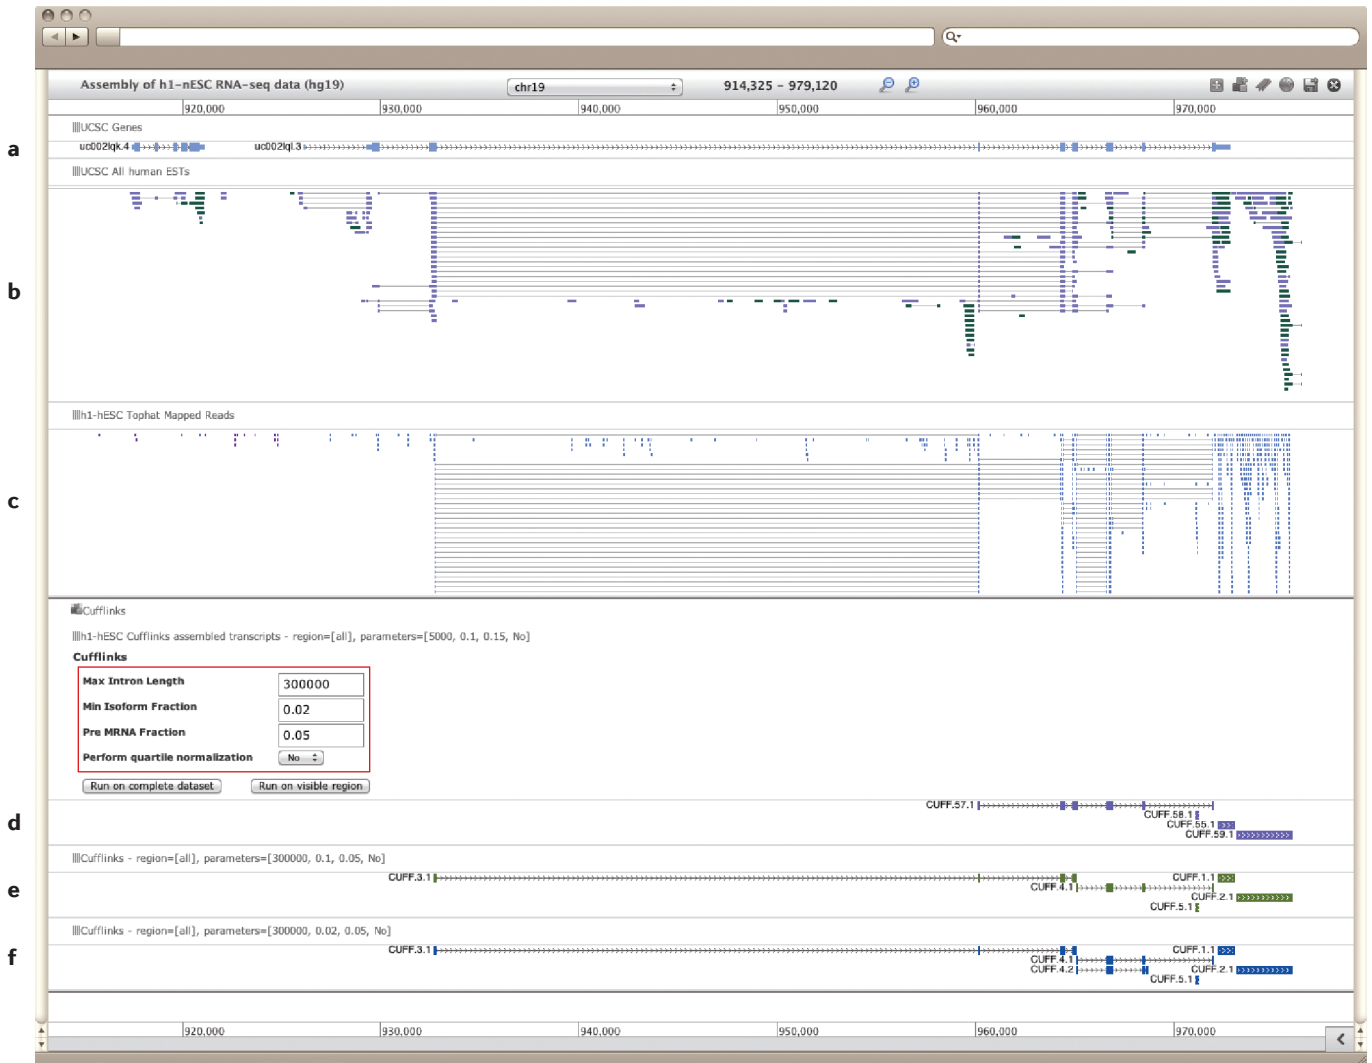 Assembly of h1-nESC RNA-seq data (hg19) chr19 914,325 - 979,120
920,000 930,000 940,000 950,000 960,000 970,000
UCSC Genes
a uc002lqk.4 uc002lql.3
UCSC All human ESTs
b
h1-hESC Tophat Mapped Reads
c
Cufflinks
h1-hESC Cufflinks assembled transcripts - region=[all], parameters=[5000, 0.1, 0.15, No]
Cufflinks
Max Intron Length 300000
Min Isoform Fraction 0.02
Pre MRNA Fraction 0.05
Perform quartile normalization No
Run on complete dataset Run on visible region
CUFF.57.1
CUFF.58.1
d CUFF.55.1
CUFF.59.1
Cufflinks - region=[all], parameters=[300000, 0.1, 0.05, No]
CUFF.3.1 CUFF.1.1
e CUFF.4.1
CUFF.2.1
CUFF.5.1
Cufflinks - region=[all], parameters=[300000, 0.02, 0.05, No]
CUFF.3.1 CUFF.1.1
f CUFF.4.1
CUFF.4.2 CUFF.2.1
CUFF.5.1
920,000 930,000 940,000 950,000 960,000 970,000